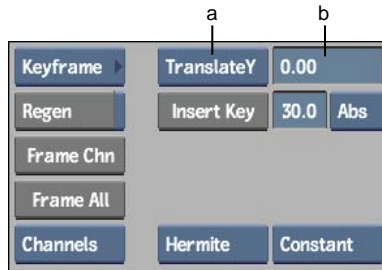 a b
Keyframe TranslateY 0.00
Regen Insert Key 30.0 Abs
Frame Chn
Frame All
Channels Hermite Constant